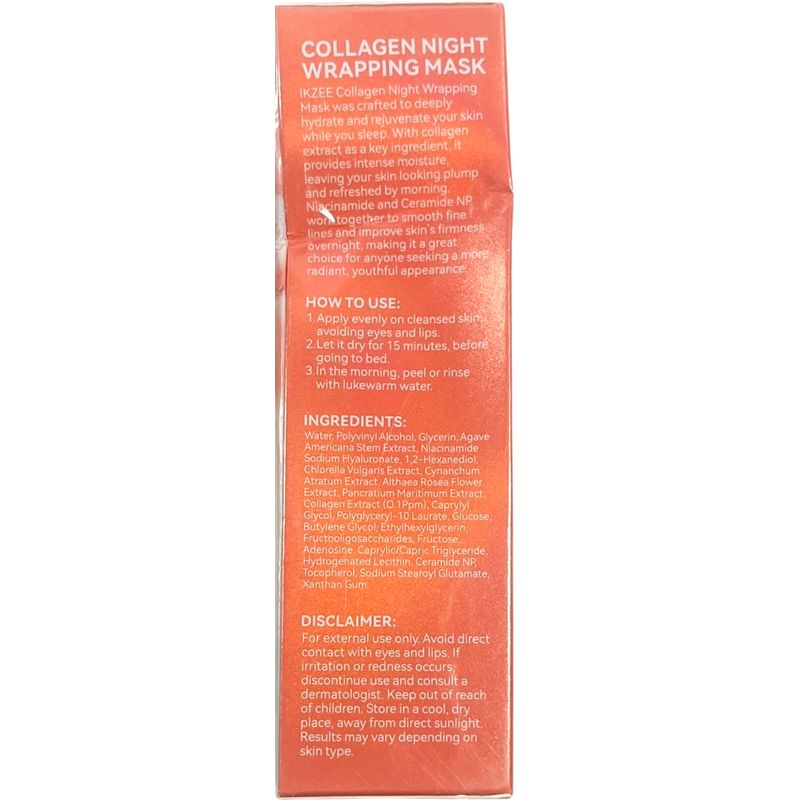 COLLAGEN NIGHT
WRAPPING MASK
IKZEE Collagen Night Wrapping
Mask was crafted to deeply
hydrate and rejuvenate your skin
while you sleep. With collagen
extract as a key ingredient, it
provides intense moisture,
leaving your skin looking plump
and refreshed by morning.
Niacinamide and Ceramide NP
work together to smooth fine
lines and improve skin's firmness
overnight, making it a great
choice for anyone seeking a more
radiant, youthful appearance.
HOW TO USE:
1.Apply evenly on cleansed skin,
avoiding eyes and lips.
2.Let it dry for 15 minutes, before
going to bed.
3.In the morning, peel or rinse
with lukewarm water.
INGREDIENTS:
Water, Polyvinyl Alcohol, Glycerin, Agave
Americana Stem Extract, Niacinamide
Sodium Hyaluronate, 1,2-Hexanediol,
Chlorella Vulgaris Extract, Cynanchum
Atratum Extract, Althaea Rosea Flower
Extract, Pancratium Maritimum Extract,
Collagen Extract (0.1Ppm), Caprylyl
Glycol, Polyglyceryl-10 Laurate, Glucose,
Butylene Glycol, Ethylhexylglycerin,
Fructooligosaccharides, Fructose,
Adenosine, Caprylic/Capric Triglyceride,
Hydrogenated Lecithin, Ceramide NP,
Tocopherol, Sodium Stearoyl Glutamate,
Xanthan Gum
DISCLAIMER:
For external use only. Avoid direct
contact with eyes and lips. If
irritation or redness occurs,
discontinue use and consult a
dermatologist. Keep out of reach
of children. Store in a cool, dry
place, away from direct sunlight.
Results may vary depending on
skin type.